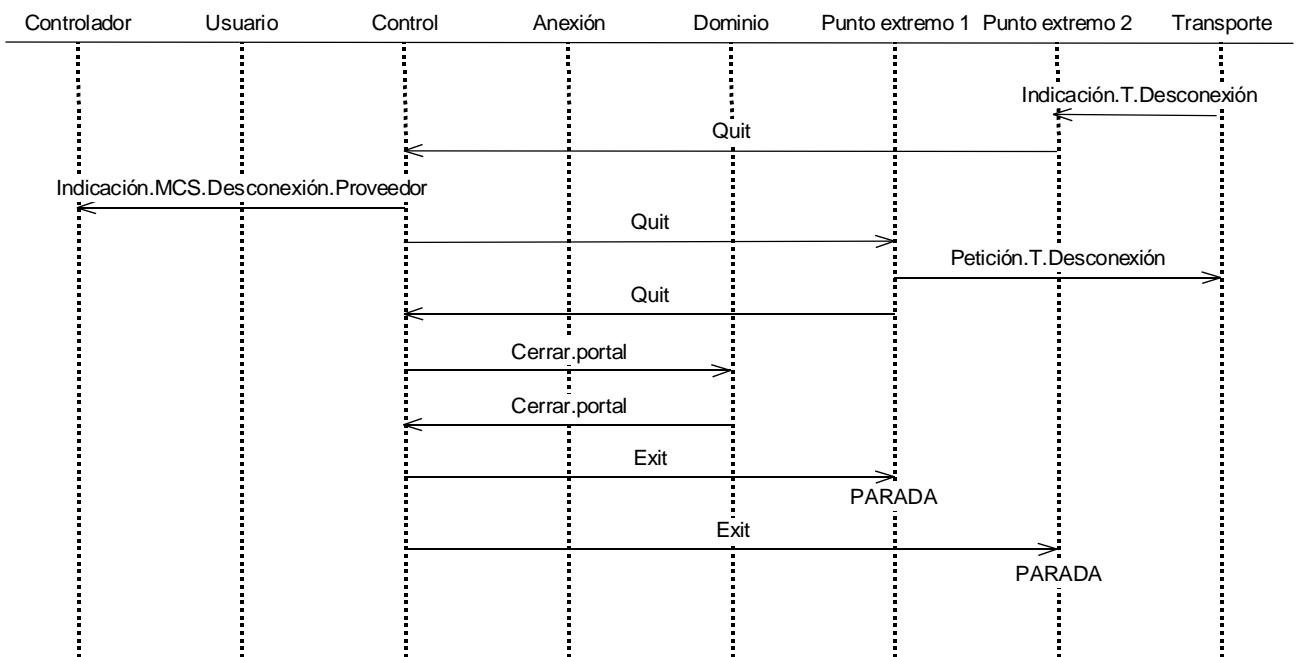 Controlador Usuario Control Anexión Dominio Punto extremo 1 Punto extremo 2 Transporte
Indicación.T.Desconexión
Quit
Indicación.MCS.Desconexión.Proveedor
Quit
Petición.T.Desconexión
Quit
Cerrar.portal
Cerrar.portal
Exit
PARADA
Exit
PARADA